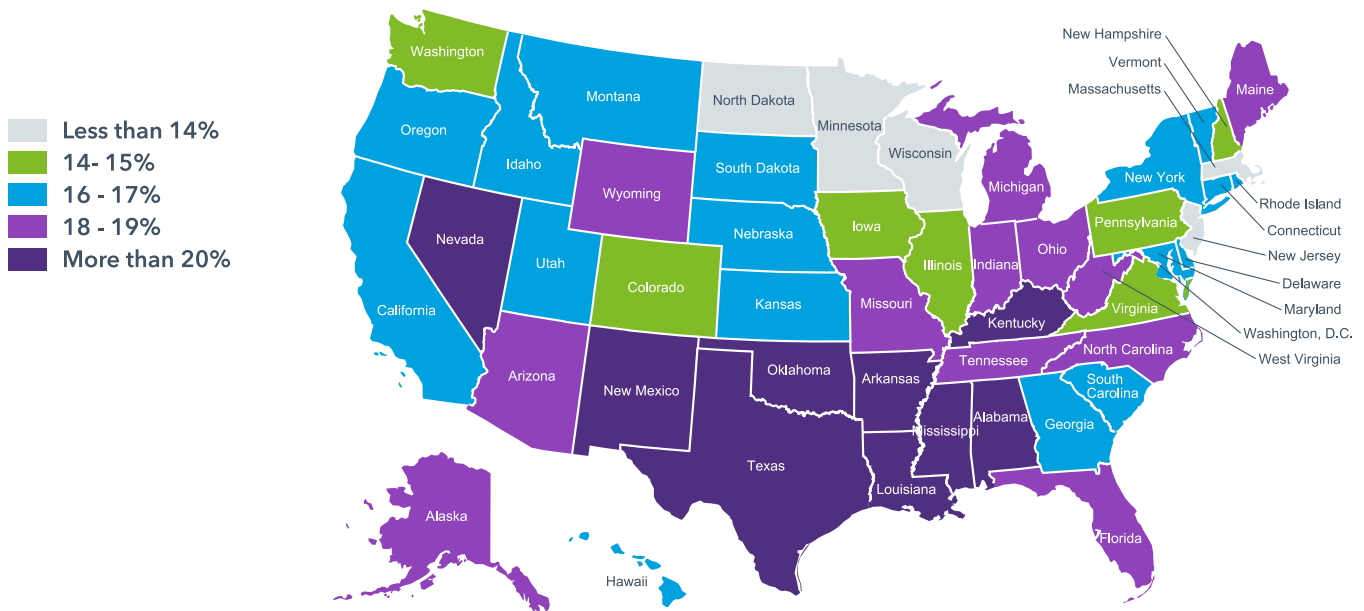 Less than 14%
14- 15%
16 - 17%
18 - 19%
More than 20%
Washington
Oregon
California
Nevada
Idaho
Montana
Wyoming
Utah
Arizona
Colorado
New Mexico
North Dakota
South Dakota
Nebraska
Kansas
Oklahoma
Texas
Minnesota
Iowa
Missouri
Arkansas
Louisiana
Wisconsin
Illinois
Michigan
Indiana
Ohio
Kentucky
Tennessee
Mississippi
Alabama
Georgia
Florida
South
Carolina
North Carolina
Virginia
Pennsylvania
New York
Maine
New Hampshire
Vermont
Massachusetts
Rhode Island
Connecticut
New Jersey
Delaware
Maryland
Washington, D.C.
West Virginia
Alaska
Hawaii